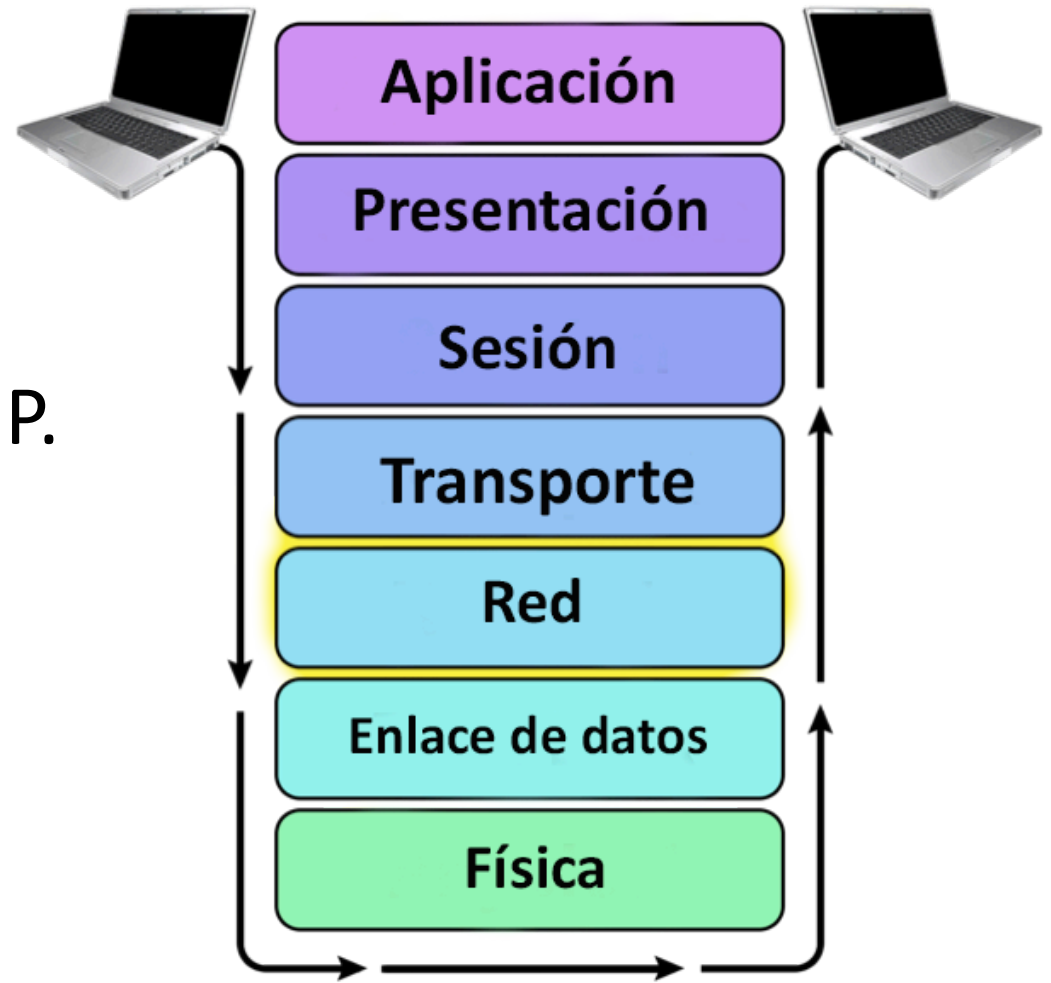 Aplicación
Presentación
Sesión
P.
Transporte
Red
Enlace de datos
Física